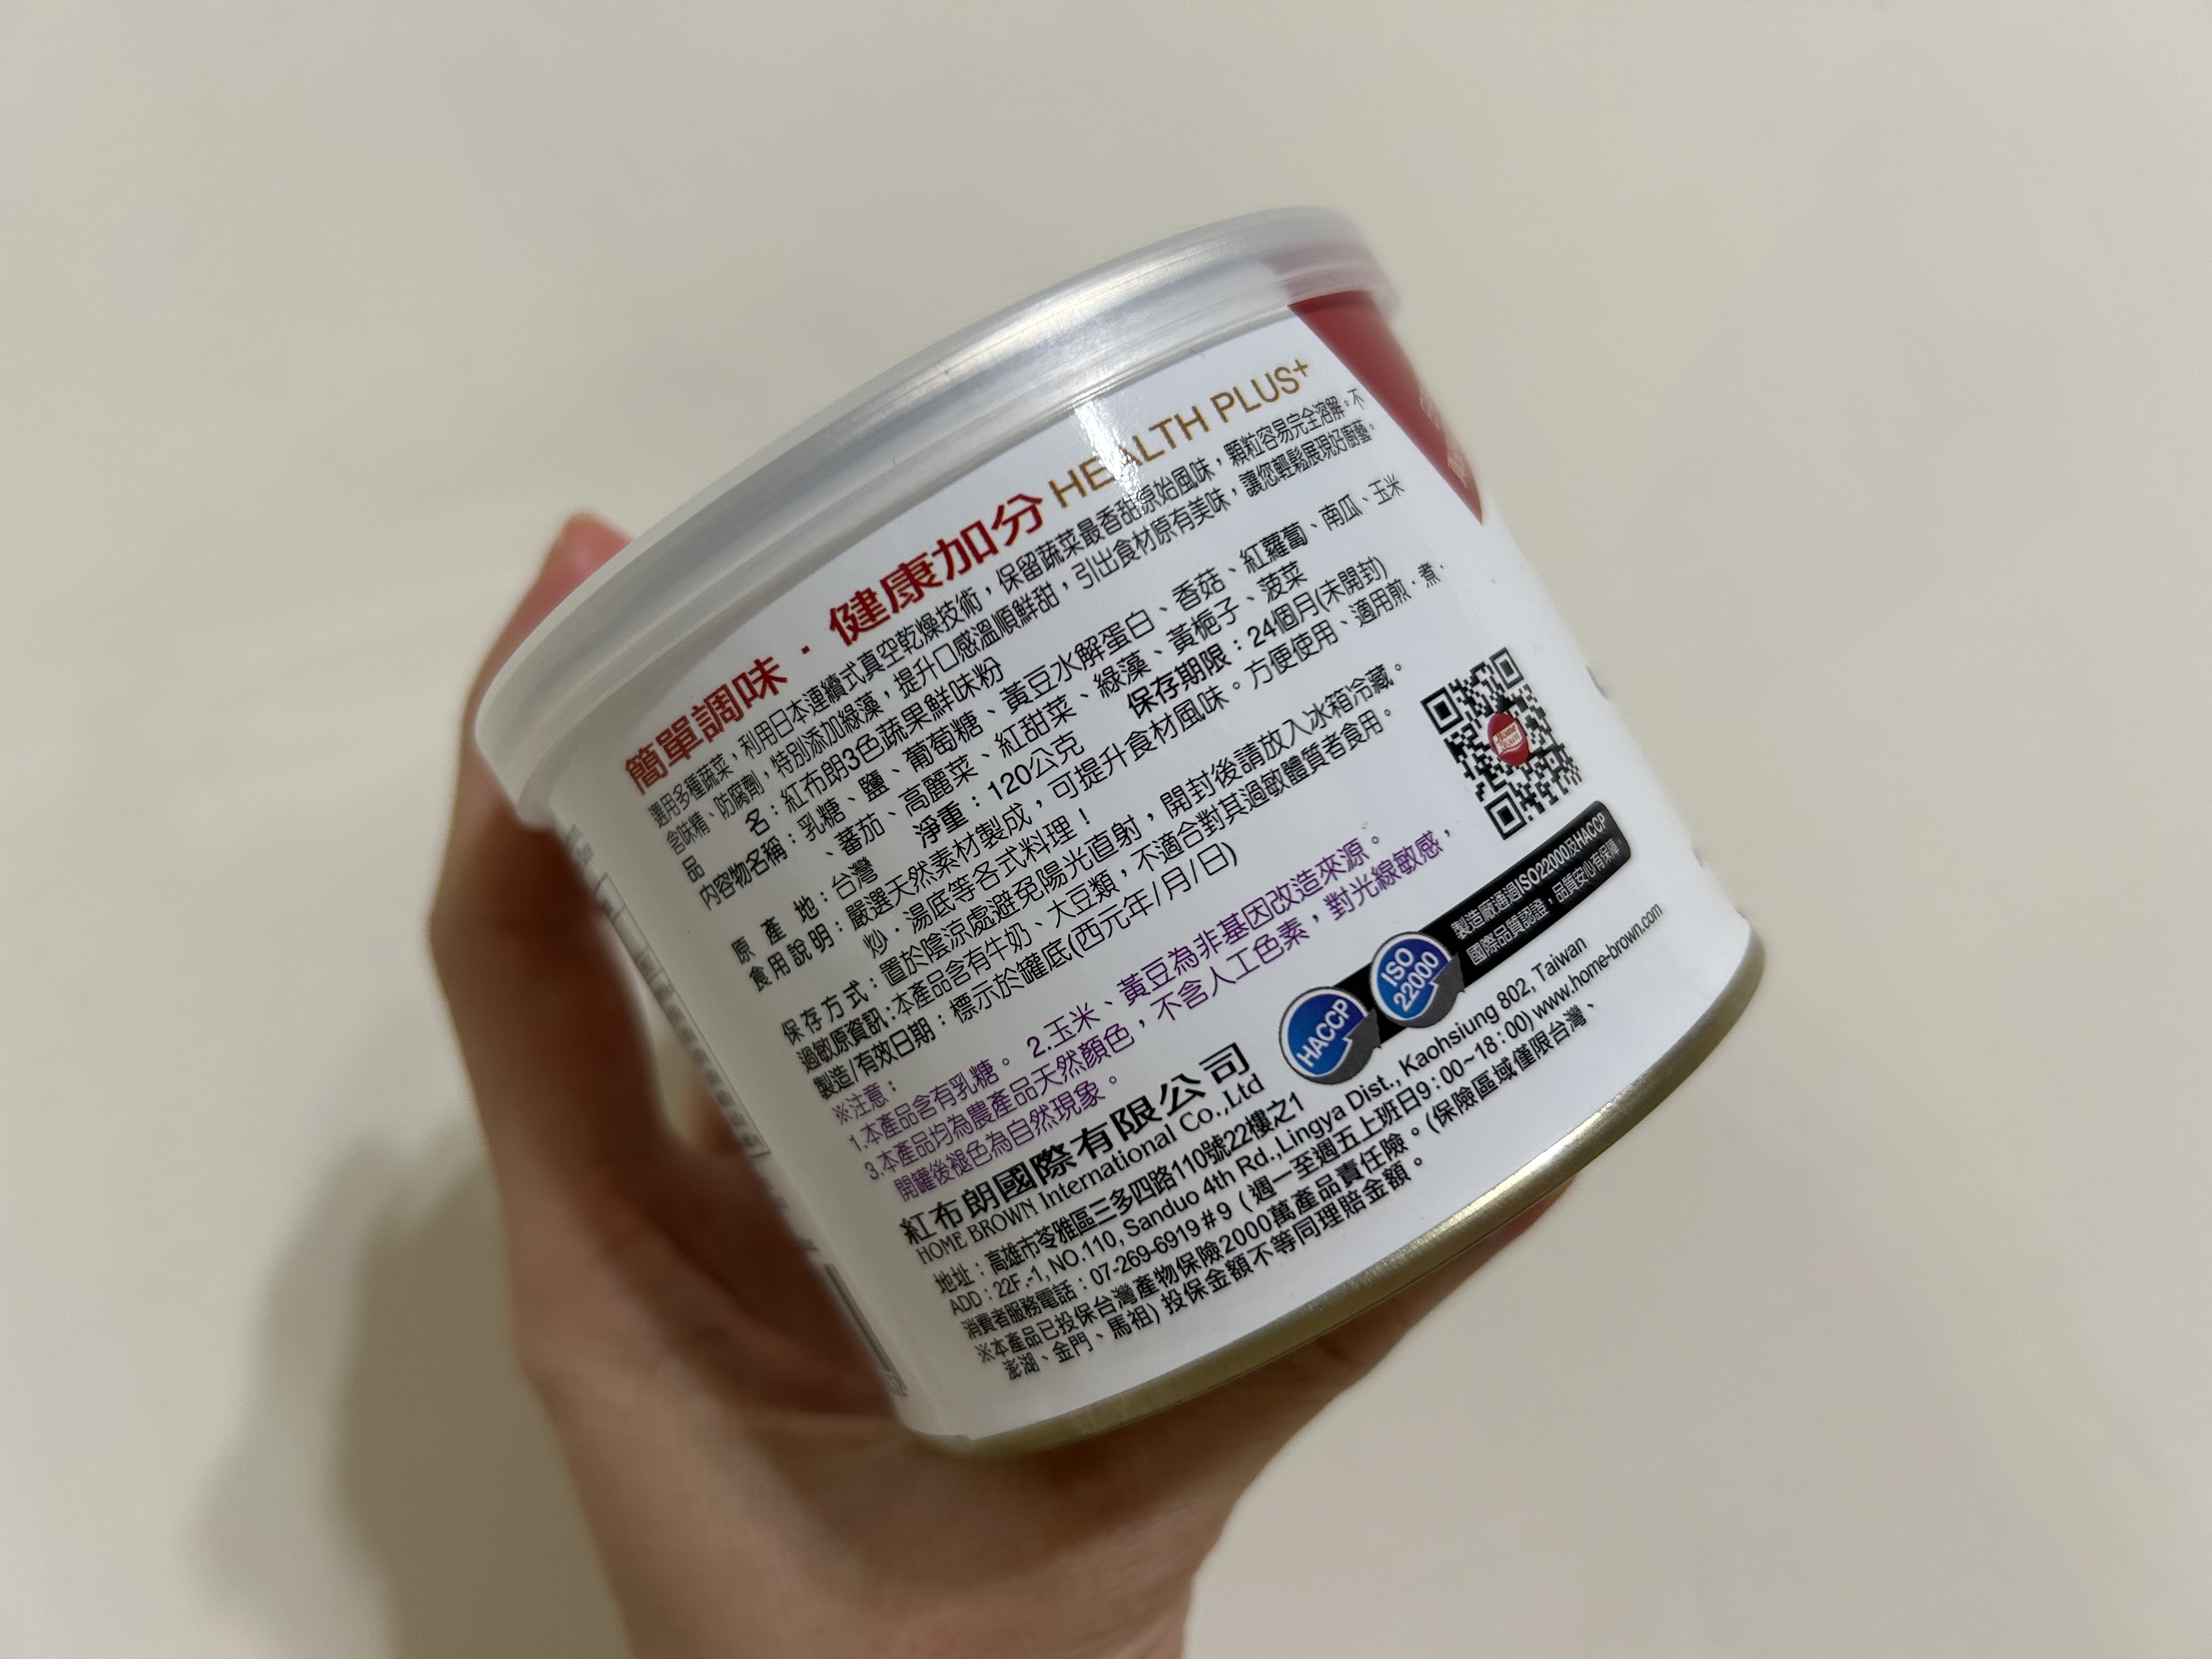 簡單調味・健康加分 HEALTH PLUS+
選用多種蔬菜，利用日本連續式真空乾燥技術，保留蔬菜最香甜原始風味，顆粒容易完全溶解。不
含味精、防腐劑，特別添加綠藻，提升口感溫順鮮甜，引出食材原有美味，讓您輕鬆展現好廚藝。
品名：紅布朗3色蔬果鮮味粉
內容物名稱：乳糖、鹽、葡萄糖、黃豆水解蛋白、香菇、紅蘿蔔、南瓜、玉米
、蕃茄、高麗菜、紅甜菜、綠藻、黃梔子、菠菜
原產地：台灣 淨重：120公克 保存期限：24個月(未開封)
食用說明：嚴選天然素材製成，可提升食材風味。方便使用、適用煎．煮．
炒．湯底等各式料理！
保存方式：置於陰涼處避免陽光直射，開封後請放入冰箱冷藏。
過敏原資訊：本產品含有牛奶、大豆類，不適合對其過敏體質者食用。
製造/有效日期：標示於罐底(西元年/月/日)
※注意：
1.本產品含有乳糖。 2.玉米、黃豆為非基因改造來源。
3.本產品均為農產品天然顏色，不含人工色素，對光線敏感，
開罐後褪色為自然現象。
HACCP
ISO
22000
製造廠通過ISO22000及HACCP
國際品質認證，品質安心有保障。
紅布朗國際有限公司
HOME BROWN International Co.,Ltd
地址：高雄市苓雅區三多四路110號22樓之1
ADD：22F.-1, NO.110, Sanduo 4th Rd.,Lingya Dist., Kaohsiung 802, Taiwan
消費者服務電話：07-269-6919＃9（週一至週五上班日9：00~18：00) www.home-brown.com
※本產品已投保台灣產物保險2000萬產品責任險。(保險區域僅限台灣、
澎湖、金門、馬祖) 投保金額不等同理賠金額。